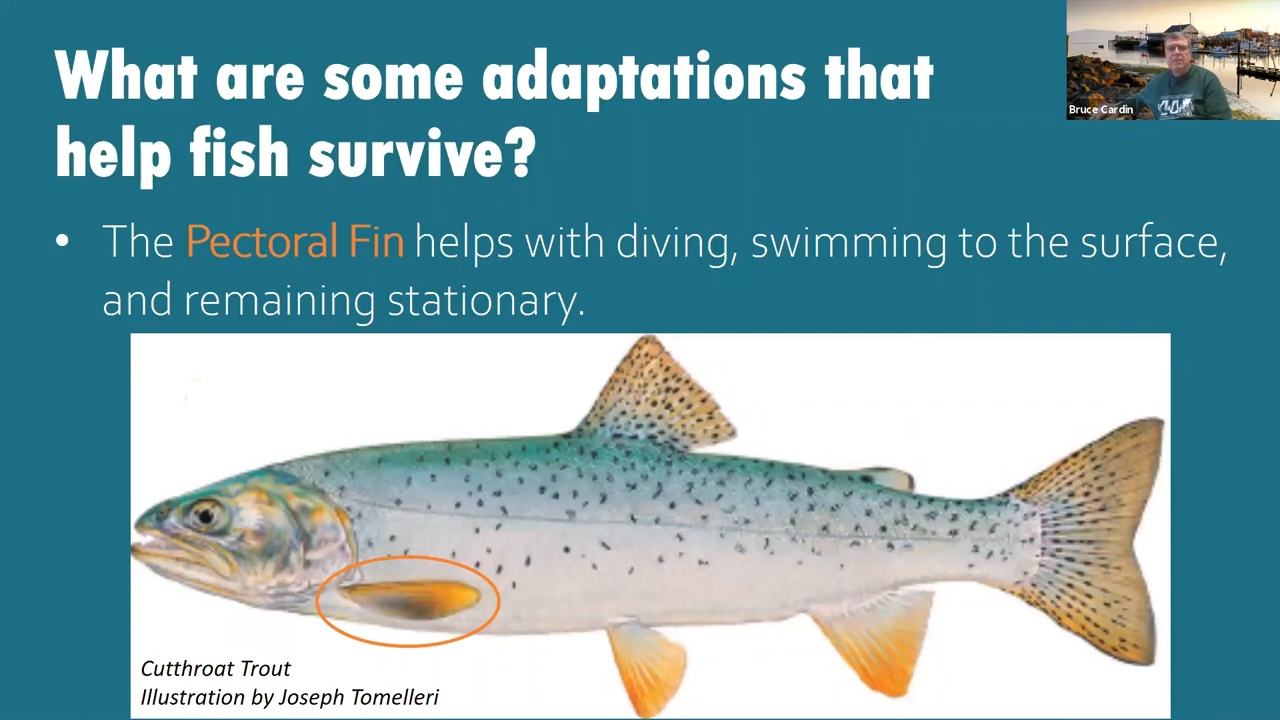 What are some adaptations that
help fish survive?
Bruce Cardin
• The Pectoral Fin helps with diving, swimming to the surface,
and remaining stationary.
Cutthroat Trout
Illustration by Joseph Tomelleri